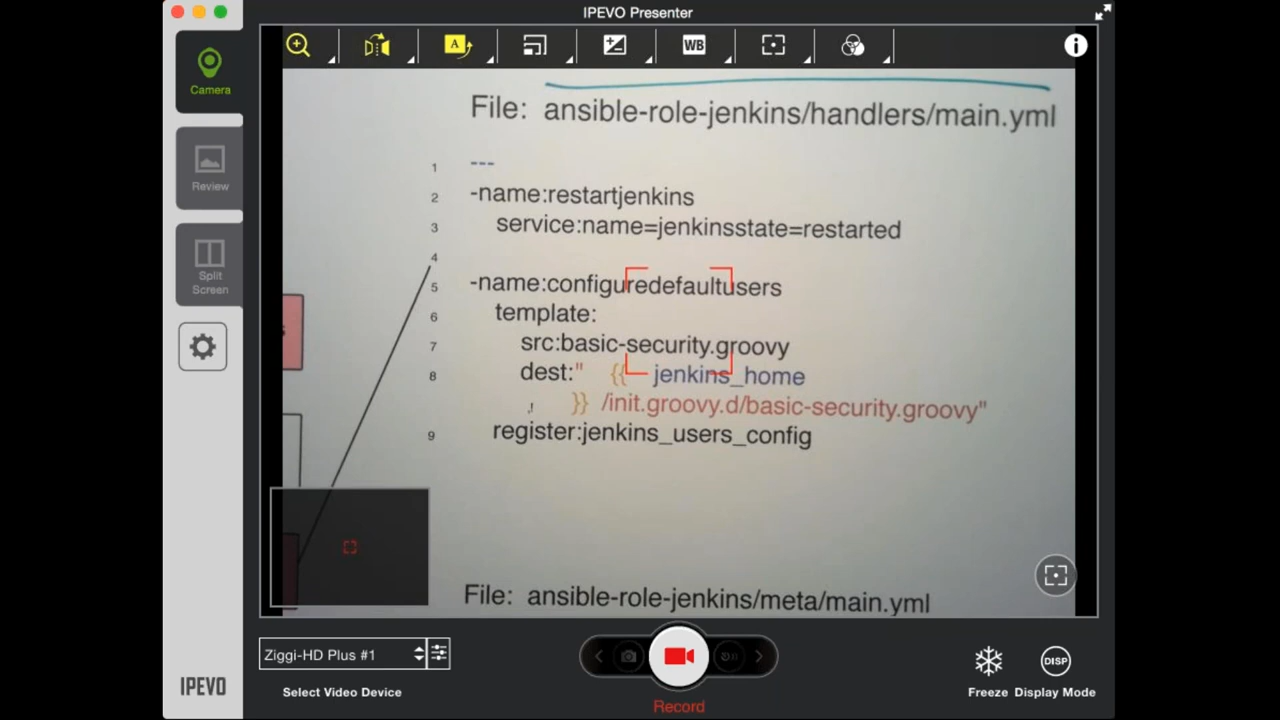 IPEVO Presenter
Camera
A
WB
i
Review
Split
Screen
File: ansible-role-jenkins/handlers/main.yml
1 ---
2 -name:restartjenkins
3 service:name=jenkinsstate=restarted
4
5 -name:configuredefaultusers
6 template:
7 src:basic-security.groovy
8 dest:" {{ jenkins_home
}} /init.groovy.d/basic-security.groovy"
9 register:jenkins_users_config
File: ansible-role-jenkins/meta/main.yml
Ziggi-HD Plus #1
Select Video Device
IPEVO
Record
Freeze
DISP
Display Mode